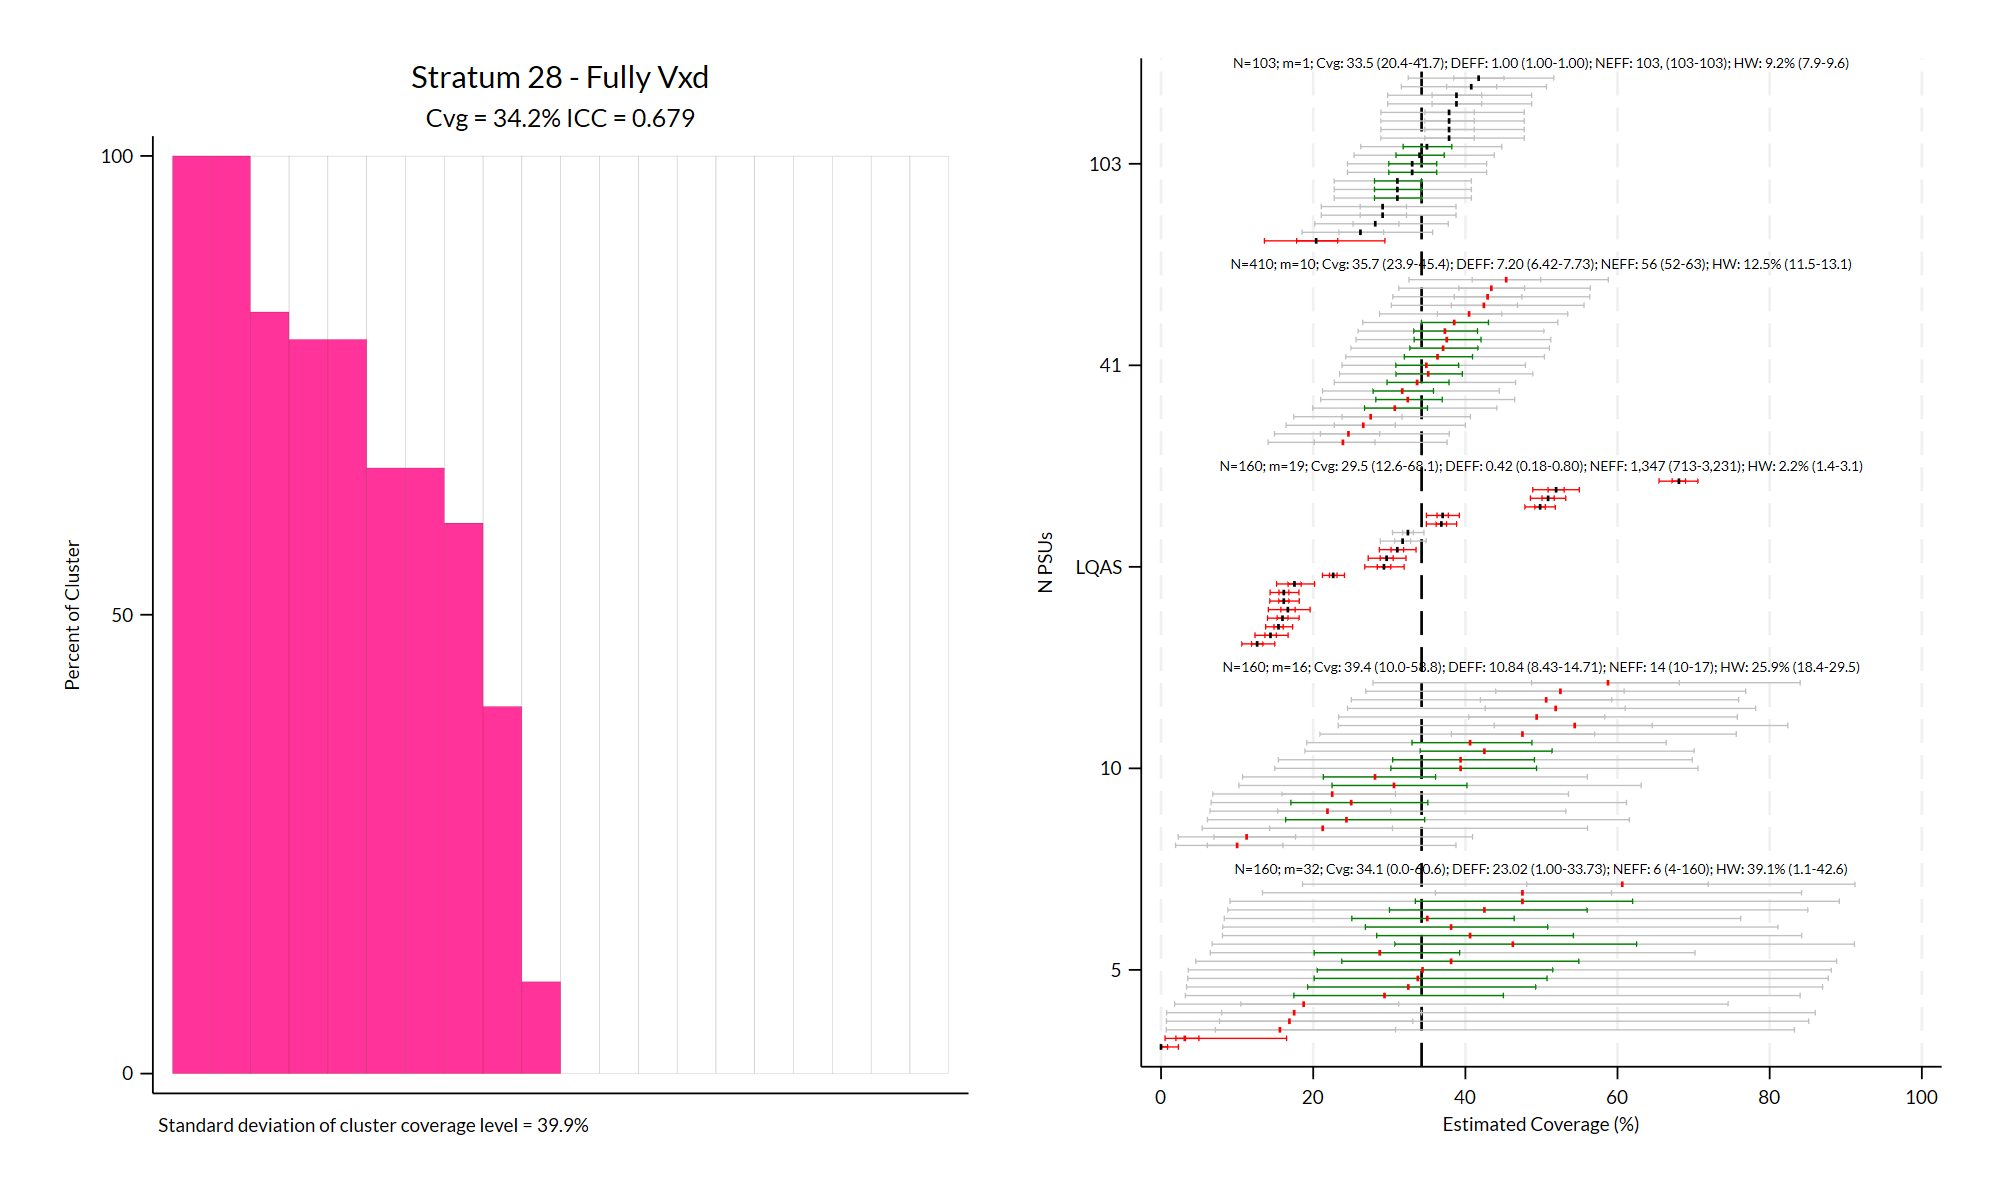 Stratum 28 - Fully Vxd
Cvg = 34.2% ICC = 0.679
100
50
0
Percent of Cluster
Standard deviation of cluster coverage level = 39.9%
N=103; m=1; Cvg: 33.5 (20.4-41.7); DEFF: 1.00 (1.00-1.00); NEFF: 103, (103-103); HW: 9.2% (7.9-9.6)
103
N=410; m=10; Cvg: 35.7 (23.9-45.4); DEFF: 7.20 (6.42-7.73); NEFF: 56 (52-63); HW: 12.5% (11.5-13.1)
41
N=160; m=19; Cvg: 29.5 (12.6-68.1); DEFF: 0.42 (0.18-0.80); NEFF: 1,347 (713-3,231); HW: 2.2% (1.4-3.1)
LQAS
N=160; m=16; Cvg: 39.4 (10.0-58.8); DEFF: 10.84 (8.43-14.71); NEFF: 14 (10-17); HW: 25.9% (18.4-29.5)
10
N=160; m=32; Cvg: 34.1 (0.0-60.6); DEFF: 23.02 (1.00-33.73); NEFF: 6 (4-160); HW: 39.1% (1.1-42.6)
5
N PSUs
0 20 40 60 80 100
Estimated Coverage (%)